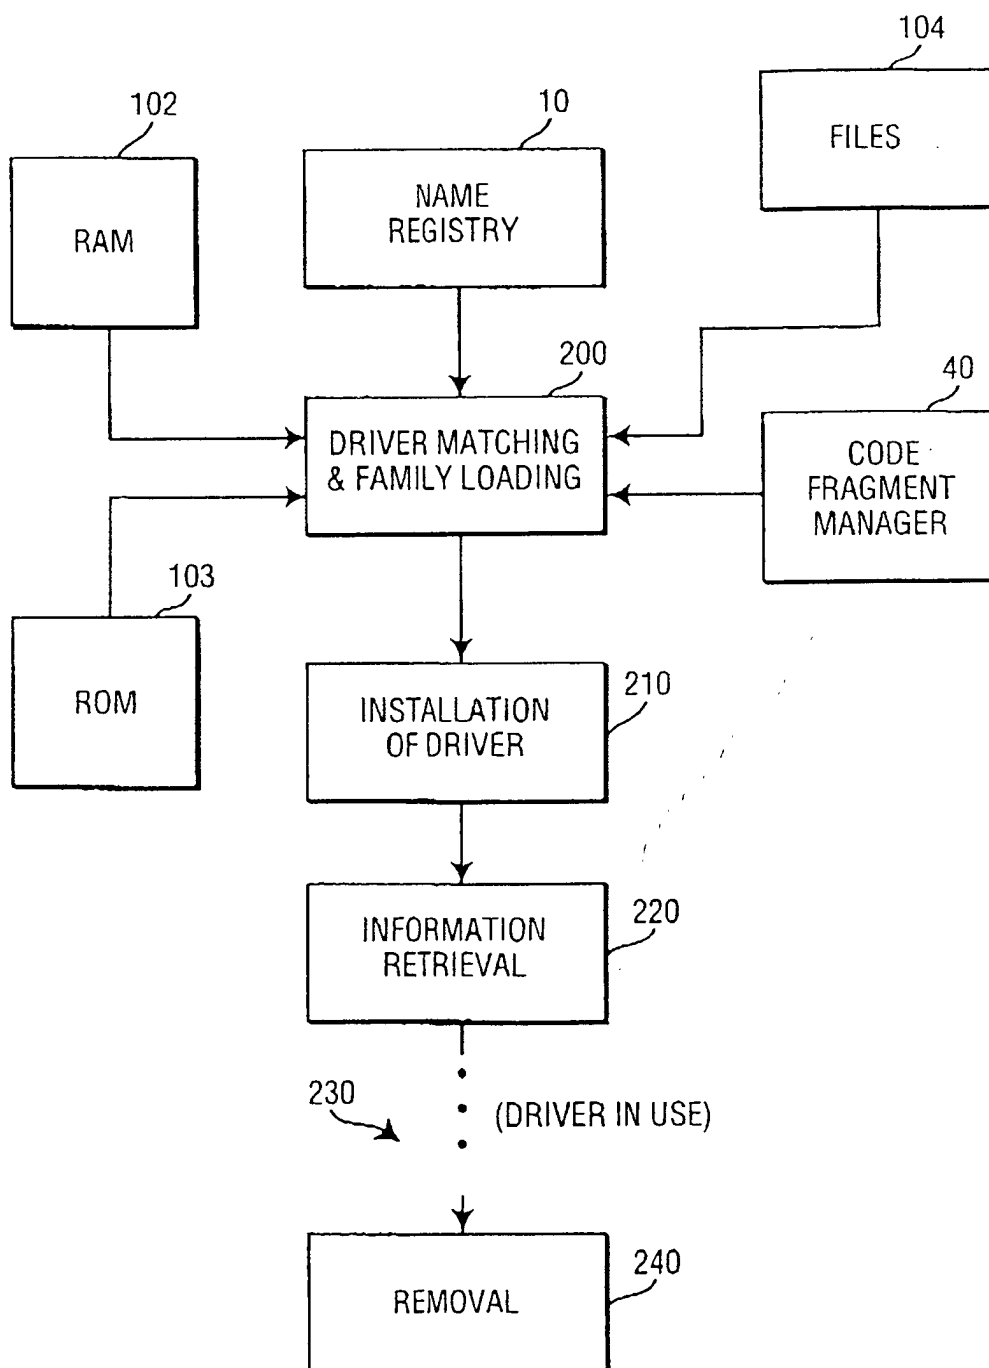 104
FILES
102
RAM
10
NAME
REGISTRY
200
DRIVER MATCHING
& FAMILY LOADING
40
CODE
FRAGMENT
MANAGER
103
ROM
210
INSTALLATION
OF DRIVER
220
INFORMATION
RETRIEVAL
230
(DRIVER IN USE)
240
REMOVAL